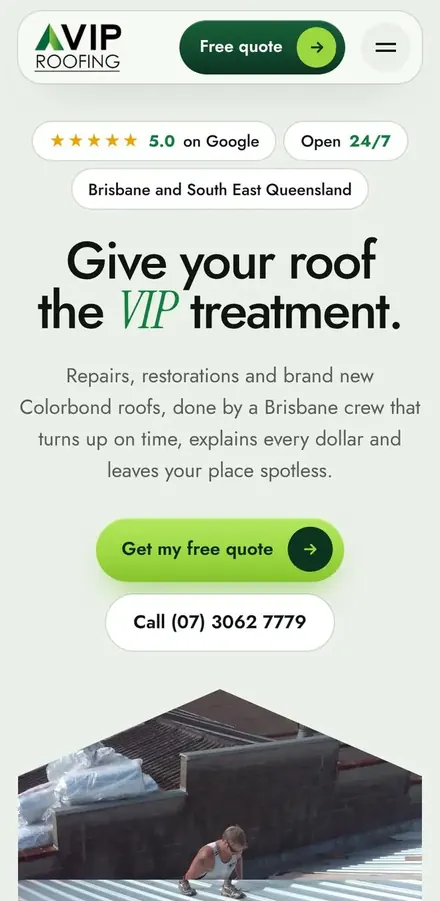 VIP
ROOFING
Free quote
★★★★★ 5.0 on Google
Open 24/7
Brisbane and South East Queensland
Give your roof
the VIP treatment.
Repairs, restorations and brand new
Colorbond roofs, done by a Brisbane crew that
turns up on time, explains every dollar and
leaves your place spotless.
Get my free quote
Call (07) 3062 7779